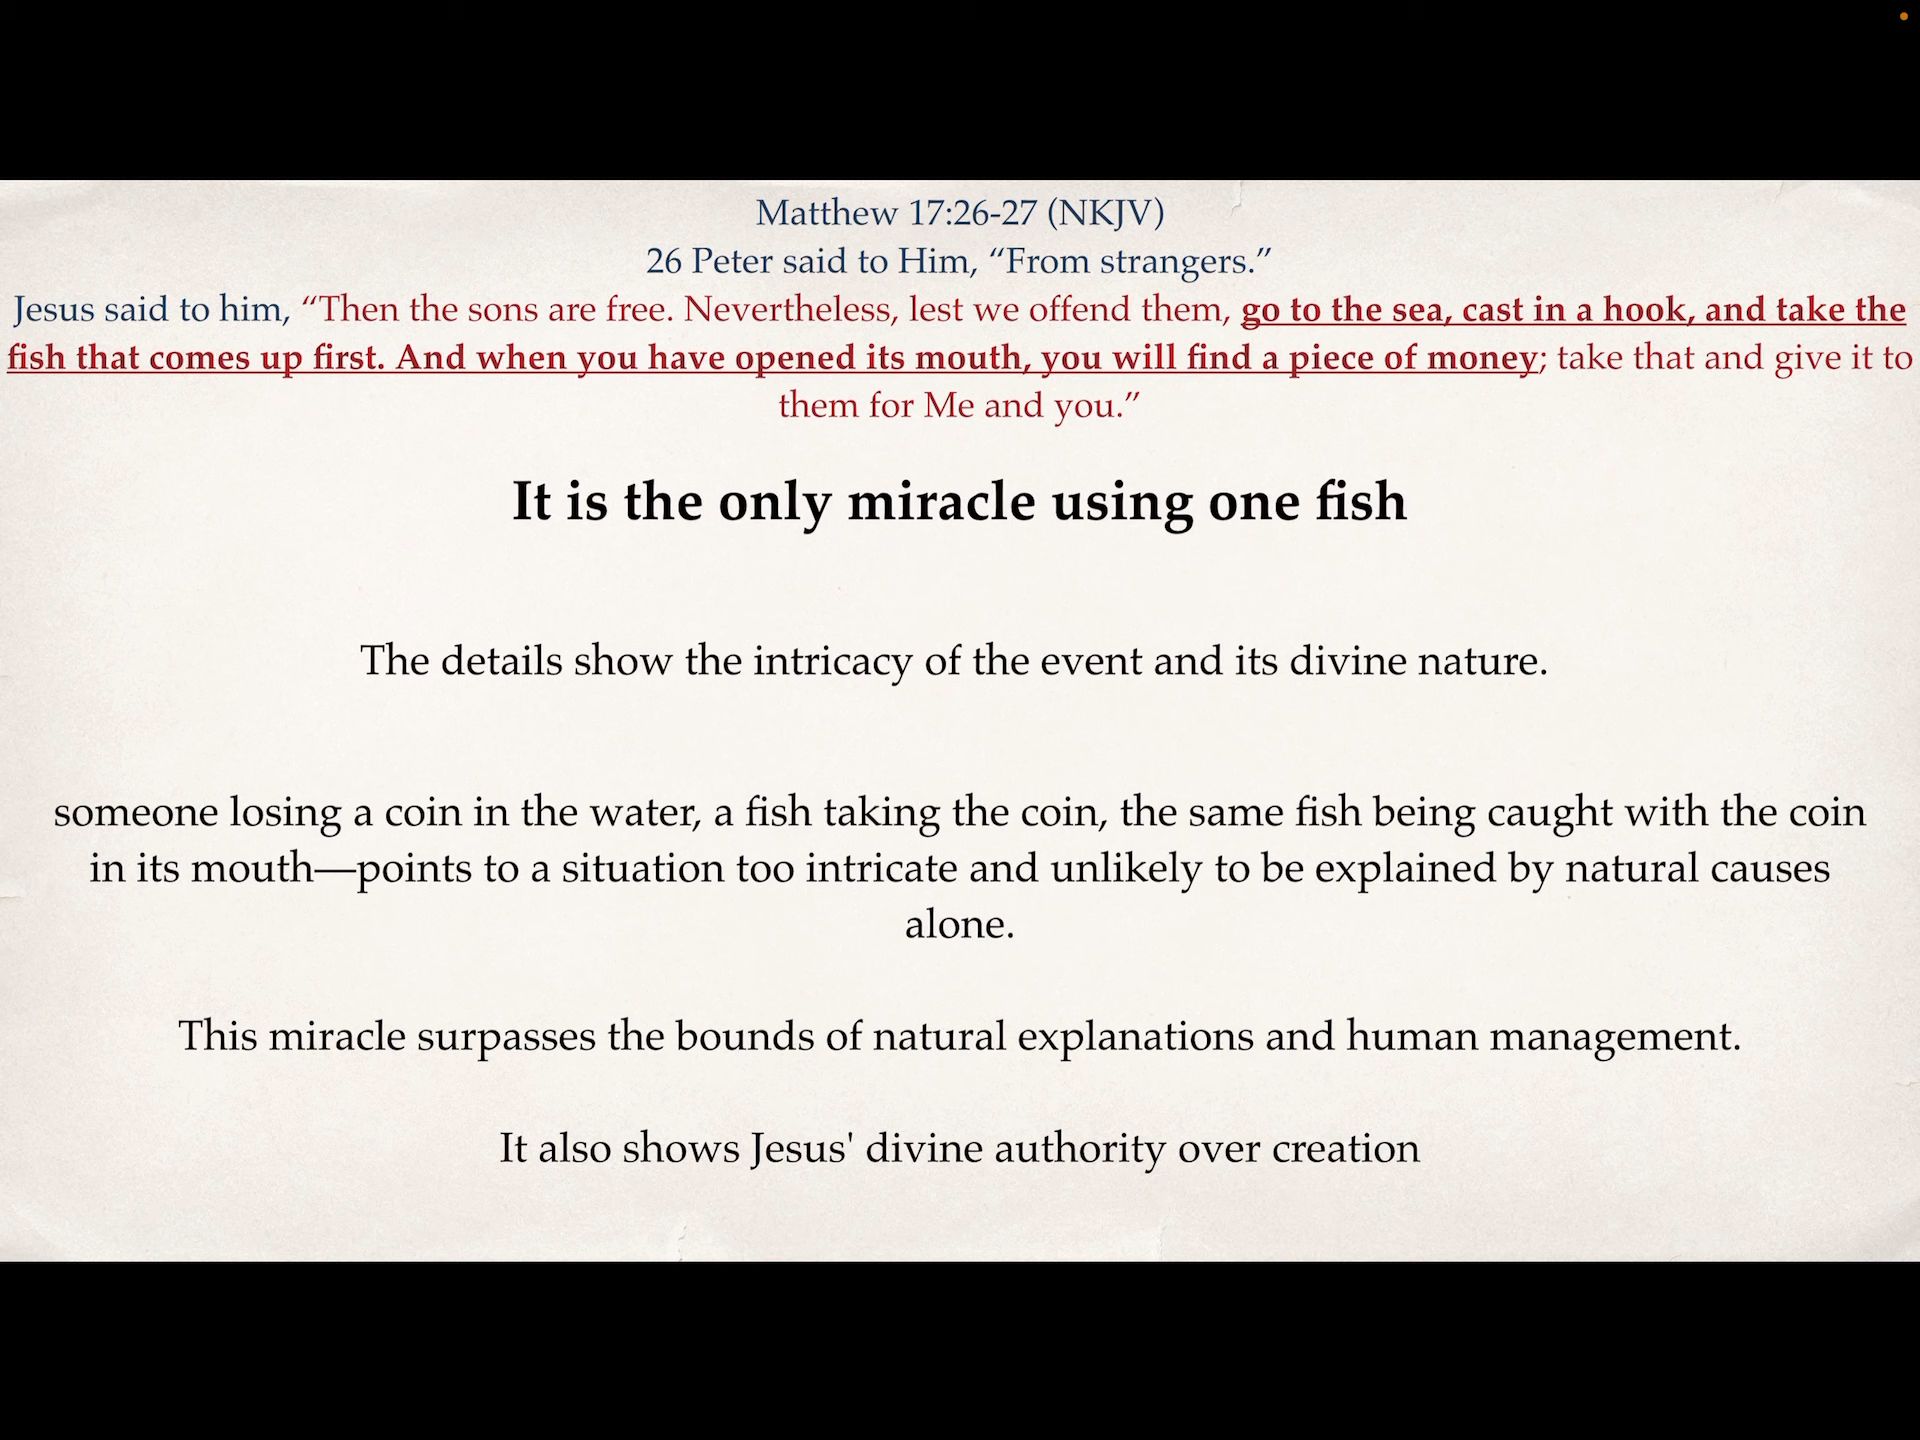 Matthew 17:26-27 (NKJV)
26 Peter said to Him, “From strangers.”
Jesus said to him, “Then the sons are free. Nevertheless, lest we offend them, go to the sea, cast in a hook, and take the
fish that comes up first. And when you have opened its mouth, you will find a piece of money; take that and give it to
them for Me and you.”
It is the only miracle using one fish
The details show the intricacy of the event and its divine nature.
someone losing a coin in the water, a fish taking the coin, the same fish being caught with the coin
in its mouth—points to a situation too intricate and unlikely to be explained by natural causes
alone.
This miracle surpasses the bounds of natural explanations and human management.
It also shows Jesus' divine authority over creation